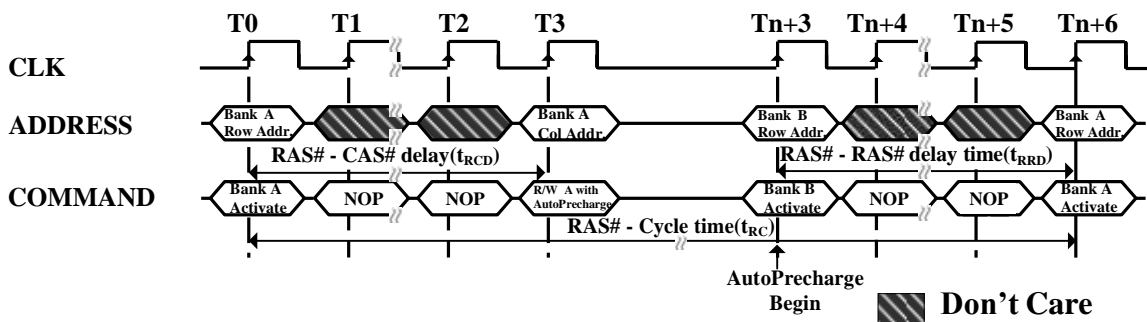 T0 T1 T2 T3 Tn+3 Tn+4 Tn+5 Tn+6
CLK
ADDRESS
Bank A
Row Addr.
Bank A
Col Addr.
Bank B
Row Addr.
Bank A
Row Addr.
RAS# - CAS# delay(tRCD)
RAS# - RAS# delay time(tRRD)
COMMAND
Bank A
Activate
NOP
NOP
R/W A with
AutoPrecharge
Bank B
Activate
NOP
NOP
Bank A
Activate
RAS# - Cycle time(tRC)
AutoPrecharge
Begin
Don't Care